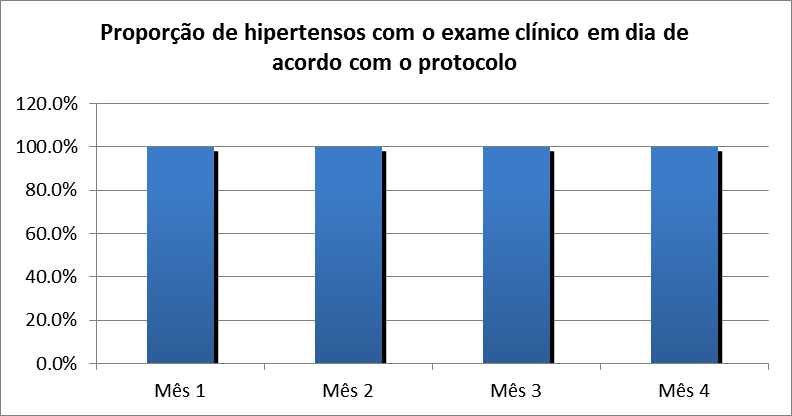 Proporção de hipertensos com o exame clínico em dia de
acordo com o protocolo
120.0%
100.0%
80.0%
60.0%
40.0%
20.0%
0.0%
Mês 1 Mês 2 Mês 3 Mês 4